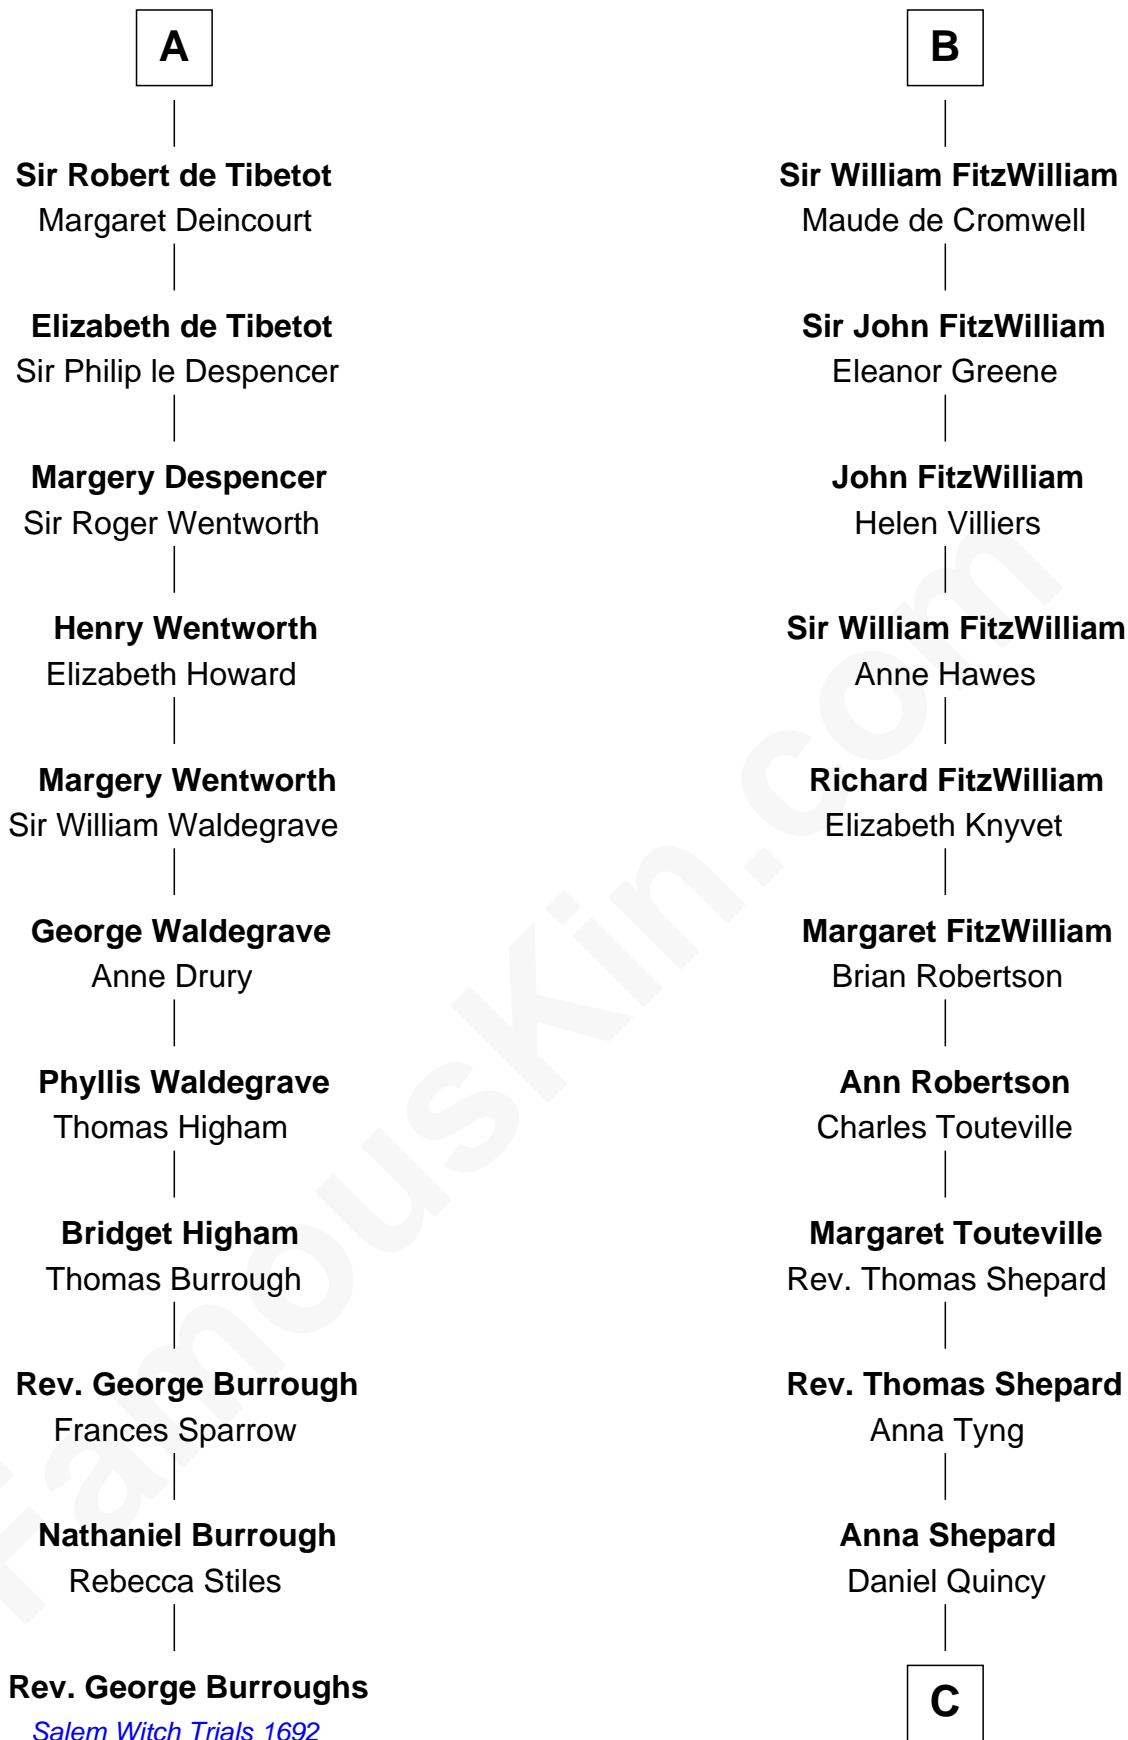 A
Sir Robert de Tibetot
Margaret Deincourt
Elizabeth de Tibetot
Sir Philip le Despencer
Margery Despencer
Sir Roger Wentworth
Henry Wentworth
Elizabeth Howard
Margery Wentworth
Sir William Waldegrave
George Waldegrave
Anne Drury
Phyllis Waldegrave
Thomas Higham
Bridget Higham
Thomas Burrough
Rev. George Burrough
Frances Sparrow
Nathaniel Burrough
Rebecca Stiles
Rev. George Burroughs
Salem Witch Trials 1692
B
Sir William FitzWilliam
Maude de Cromwell
Sir John FitzWilliam
Eleanor Greene
John FitzWilliam
Helen Villiers
Sir William FitzWilliam
Anne Hawes
Richard FitzWilliam
Elizabeth Knyvet
Margaret FitzWilliam
Brian Robertson
Ann Robertson
Charles Touteville
Margaret Touteville
Rev. Thomas Shepard
Rev. Thomas Shepard
Anna Tyng
Anna Shepard
Daniel Quincy
C
FamousKin.com